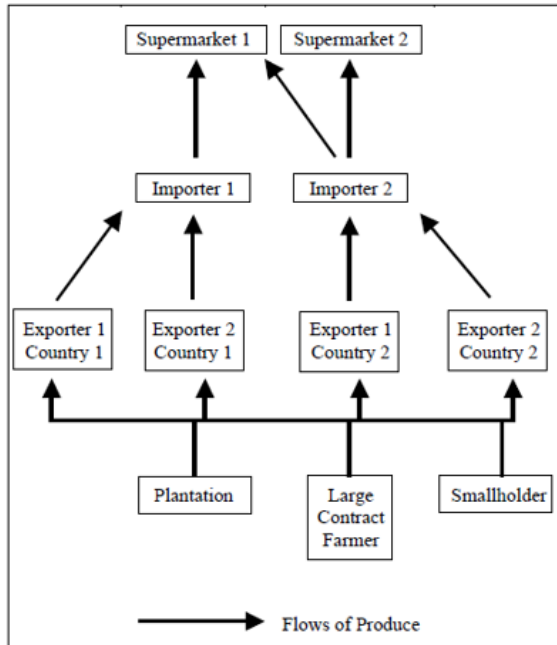 Supermarket 1
Supermarket 2
Importer 1
Importer 2
Exporter 1
Country 1
Exporter 2
Country 1
Exporter 1
Country 2
Exporter 2
Country 2
Plantation
Large
Contract
Farmer
Smallholder
Flows of Produce